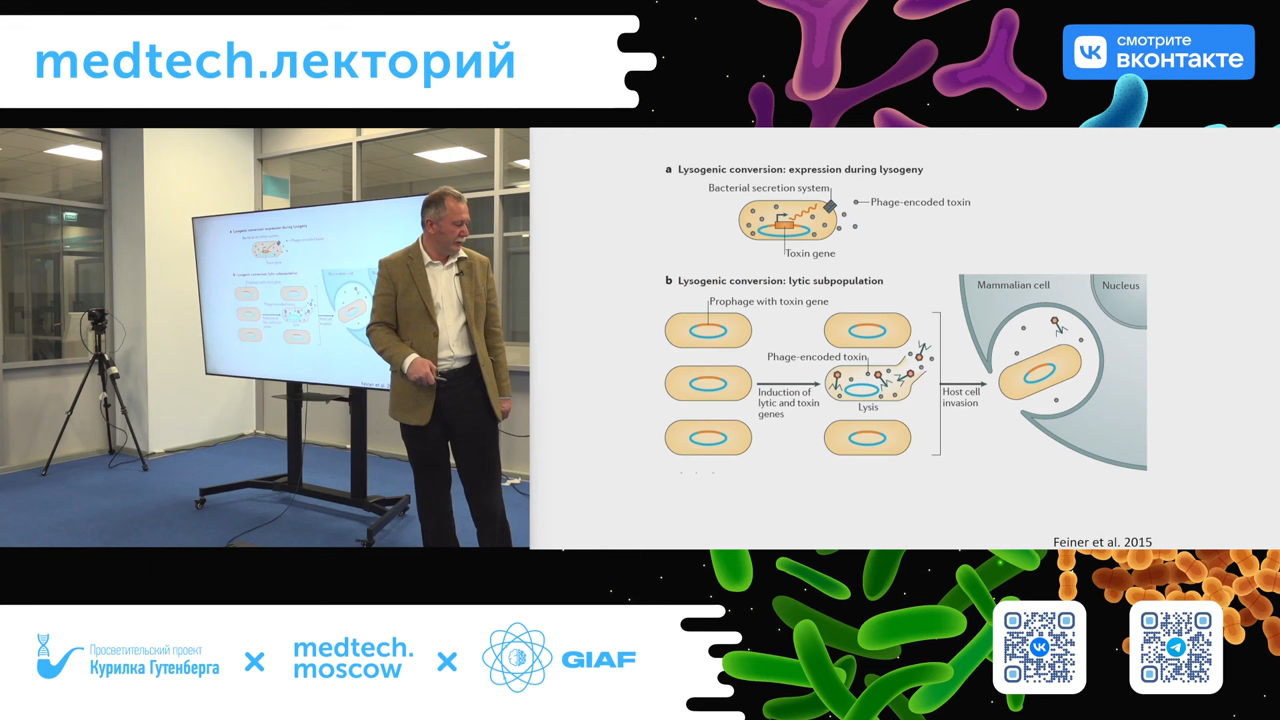 medtech.лекторий
смотрите
вконтакте
a Lysogenic conversion: expression during lysogeny
Bacterial secretion system
Phage-encoded toxin
Toxin gene
b Lysogenic conversion: lytic subpopulation
Prophage with toxin gene
Mammalian cell
Nucleus
Phage-encoded toxin
Induction of
lytic and toxin
genes
Lysis
Host cell
invasion
Feiner et al. 2015
Просветительский проект
Курилка Гутенберга
×
medtech.
moscow
×
GIAF